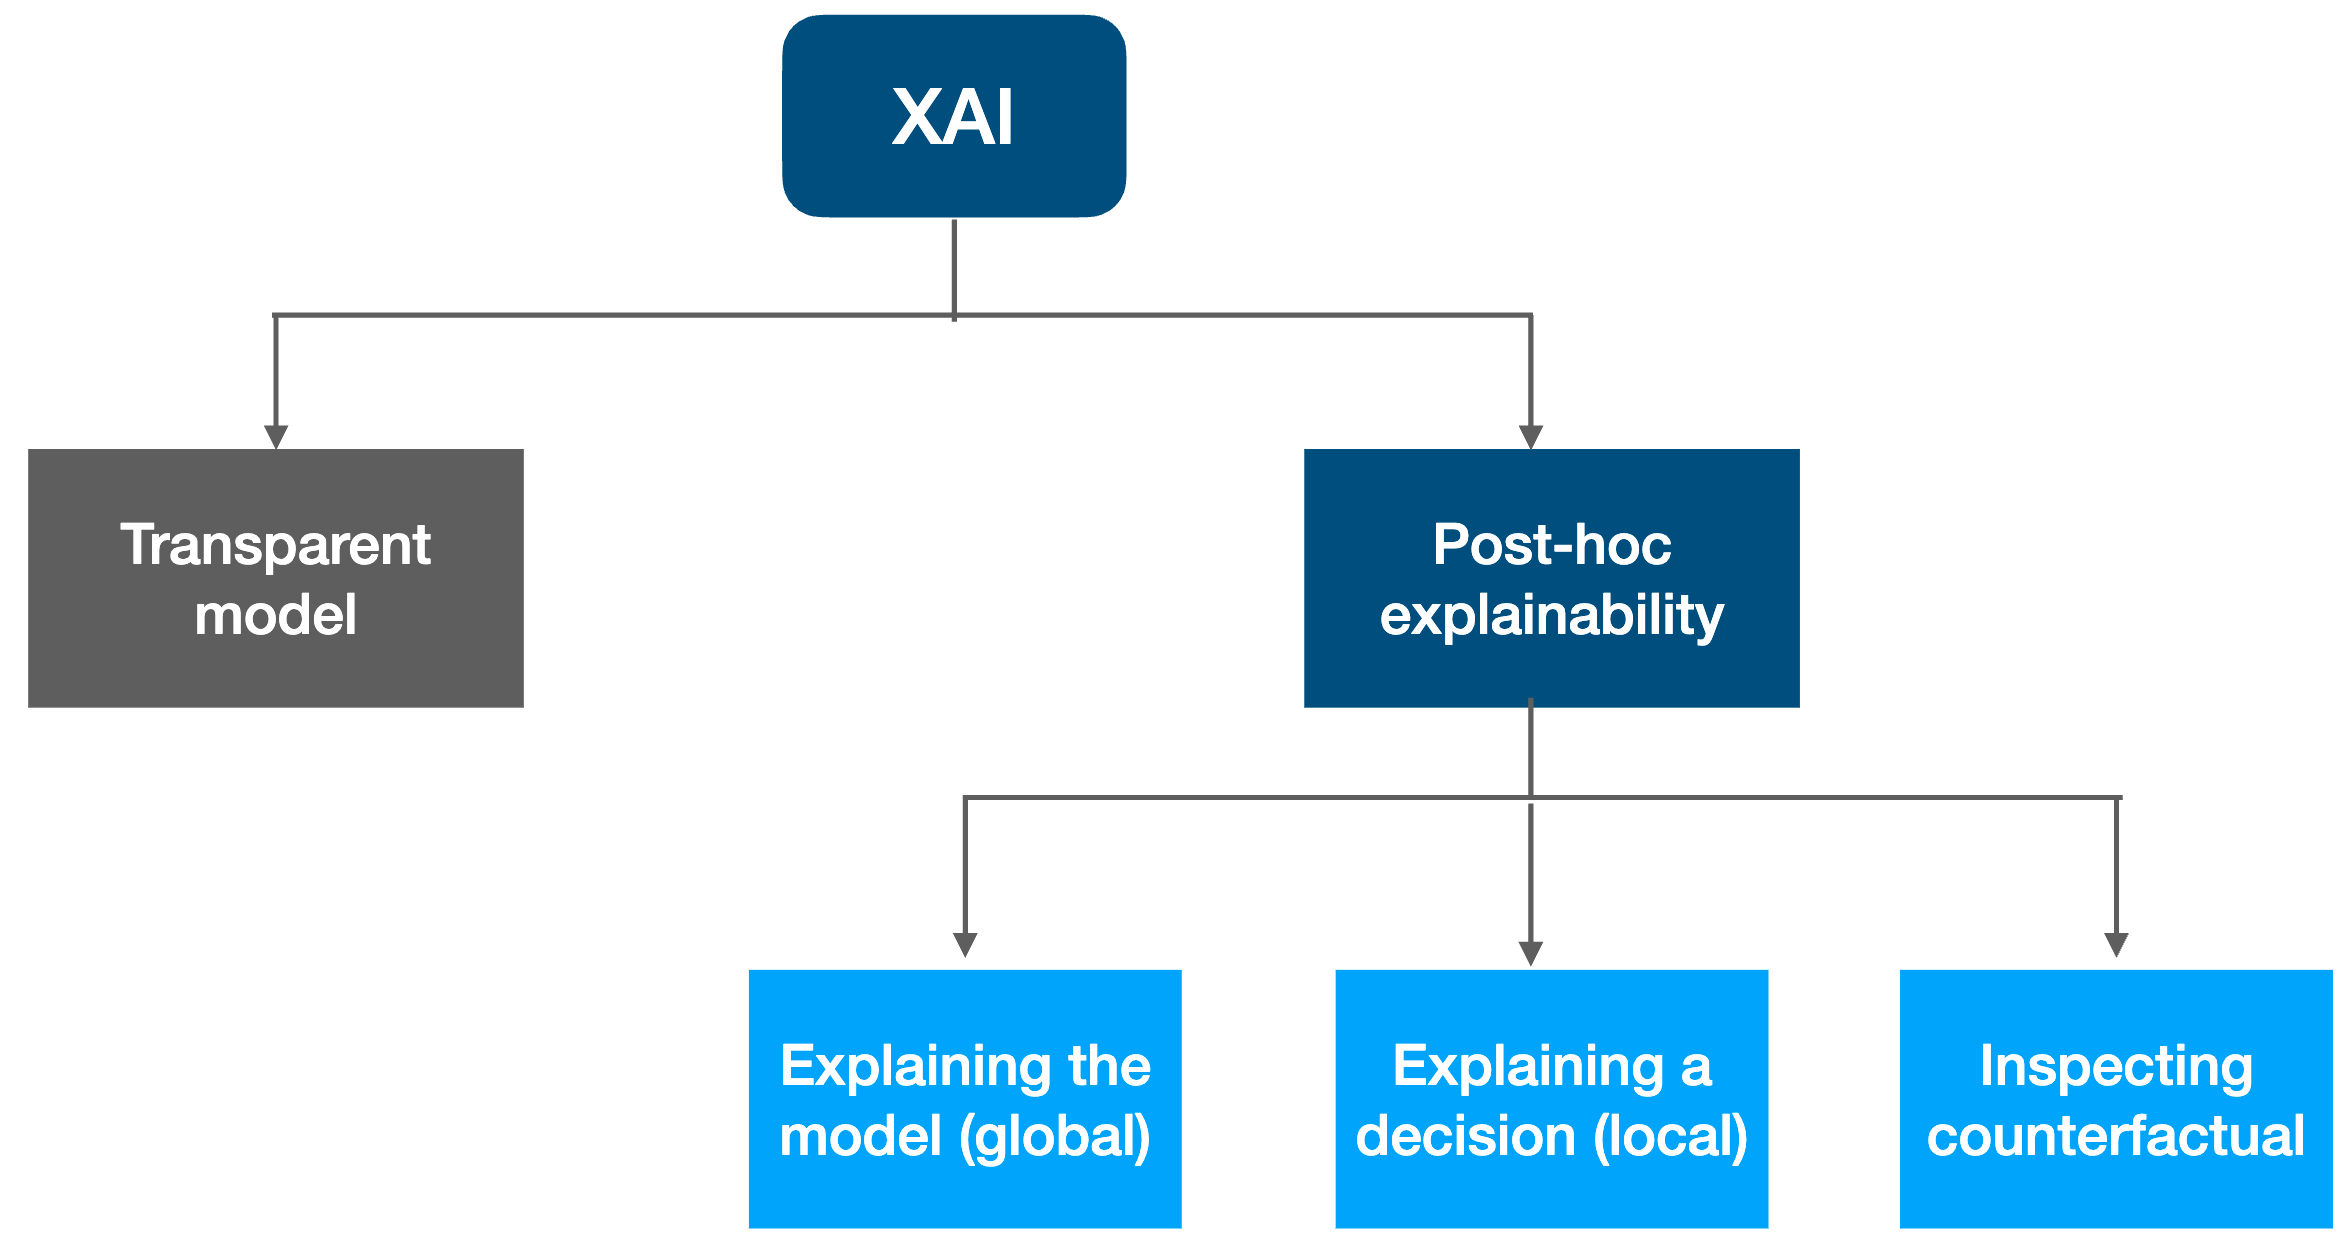 XAI
Transparent
model
Post-hoc
explainability
Explaining the
model (global)
Explaining a
decision (local)
Inspecting
counterfactual